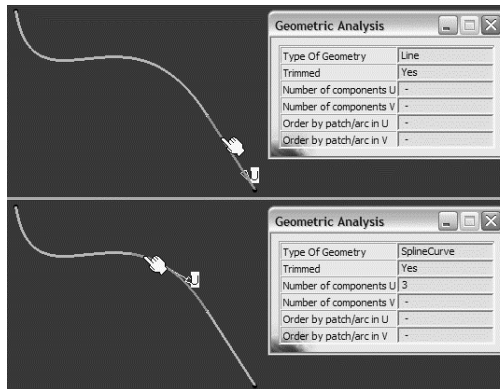 Geometric Analysis
Type Of Geometry Line
Trimmed Yes
Number of components U -
Number of components V -
Order by patch/arc in U -
Order by patch/arc in V -
U
Geometric Analysis
Type Of Geometry SplineCurve
Trimmed Yes
Number of components U 3
Number of components V -
Order by patch/arc in U -
Order by patch/arc in V -
U